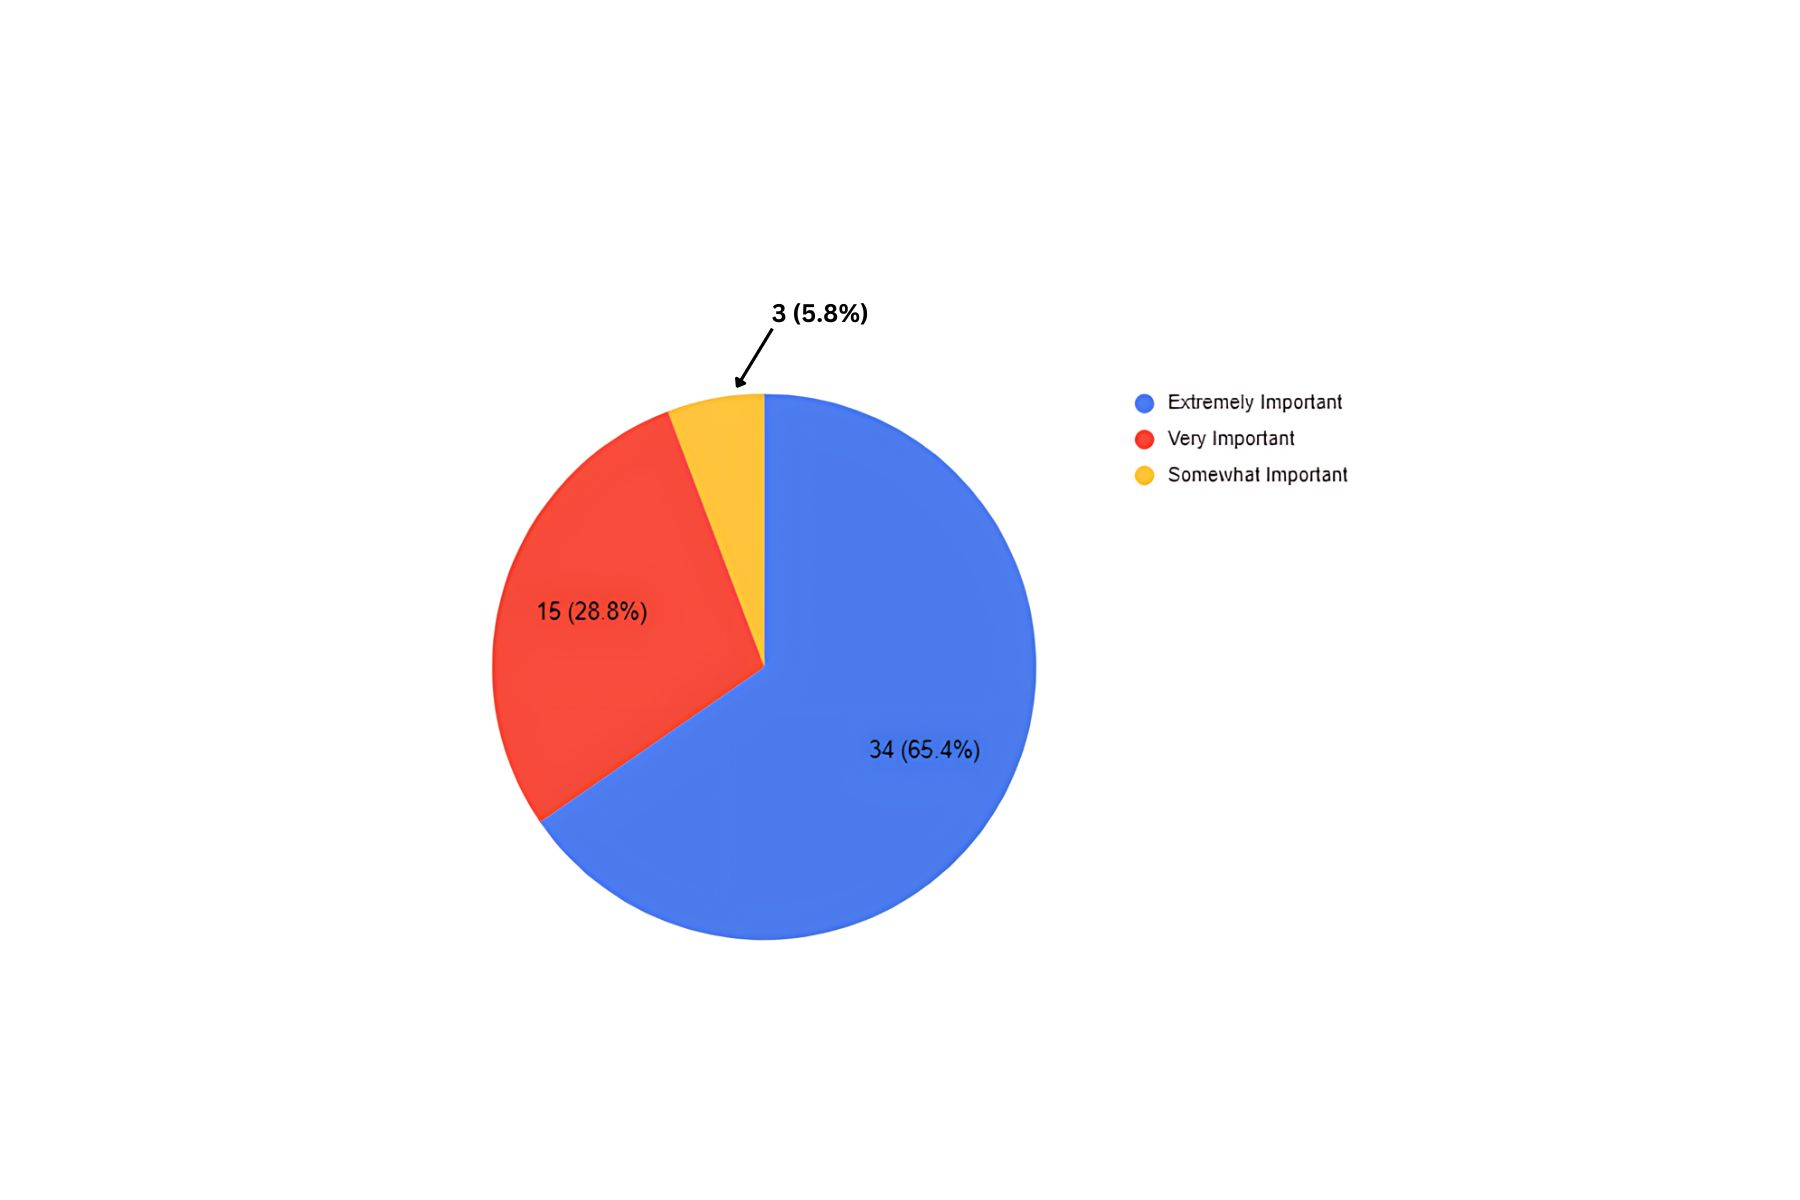 3 (5.8%)
Extremely Important
Very Important
Somewhat Important
15 (28.8%)
34 (65.4%)